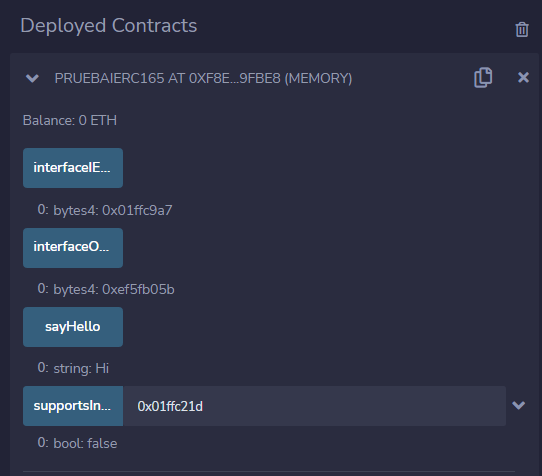 Deployed Contracts
PRUEBAIERC165 AT 0XF8E...9FBE8 (MEMORY)
Balance: 0 ETH
interfaceIE...
0: bytes4: 0x01ffc9a7
interfaceO...
0: bytes4: 0xef5fb05b
sayHello
0: string: Hi
supportsIn... 0x01ffc21d
0: bool: false